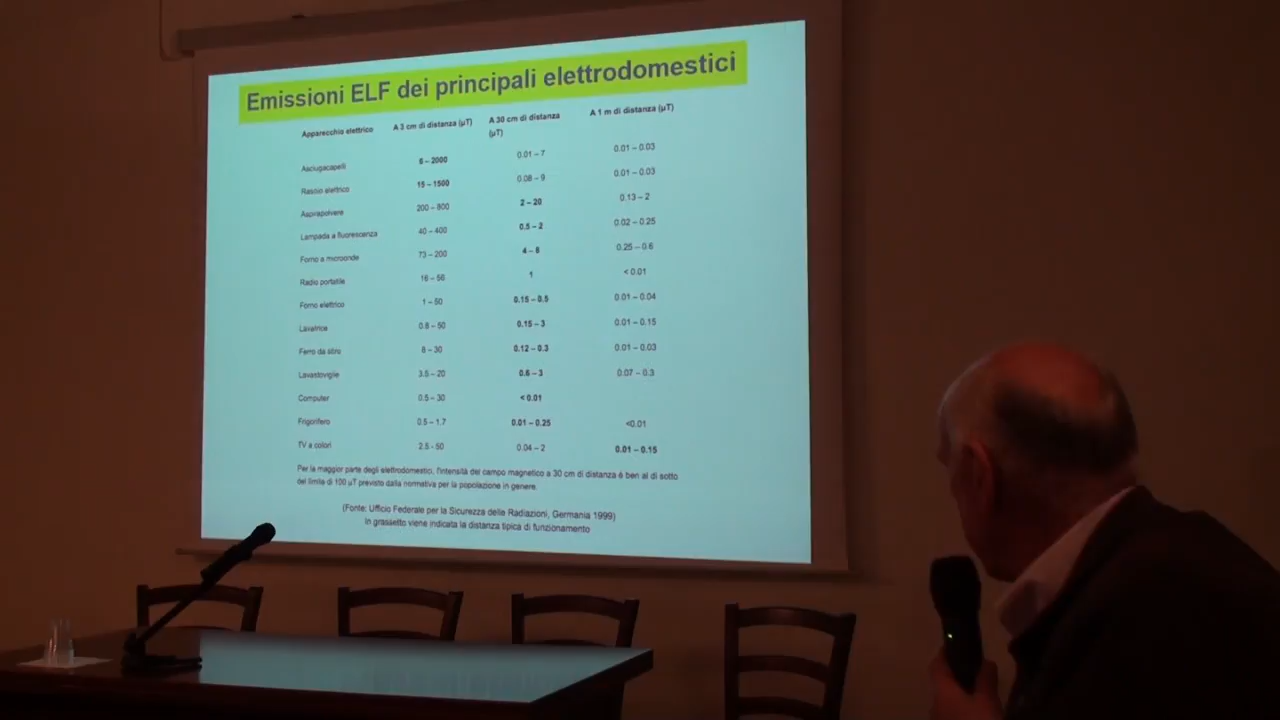 Emissioni ELF dei principali elettrodomestici
Apparecchio elettrico A 3 cm di distanza (µT) A 30 cm di distanza (µT) A 1 m di distanza (µT)
Asciugacapelli 6 – 2000 0.01 – 7 0.01 – 0.03
Rasoio elettrico 15 – 1500 0.08 – 9 0.01 – 0.03
Aspirapolvere 200 – 800 2 – 20 0.13 – 2
Lampada a fluorescenza 40 – 400 0.5 – 2 0.02 – 0.25
Forno a microonde 73 – 200 4 – 8 0.25 – 0.6
Radio portatile 16 – 56 1 < 0.01
Forno elettrico 1 – 50 0.15 – 0.5 0.01 – 0.04
Lavatrice 0.8 – 50 0.15 – 3 0.01 – 0.15
Ferro da stiro 8 – 30 0.12 – 0.3 0.01 – 0.03
Lavastoviglie 3.5 – 20 0.6 – 3 0.07 – 0.3
Computer 0.5 – 30 < 0.01
Frigorifero 0.5 – 1.7 0.01 – 0.25 <0.01
TV a colori 2.5 - 50 0.04 – 2 0.01 – 0.15
Per la maggior parte degli elettrodomestici, l'intensità del campo magnetico a 30 cm di distanza è ben al di sotto
del limite di 100 µT previsto dalla normativa per la popolazione in genere.
(Fonte: Ufficio Federale per la Sicurezza delle Radiazioni, Germania 1999)
In grassetto viene indicata la distanza tipica di funzionamento